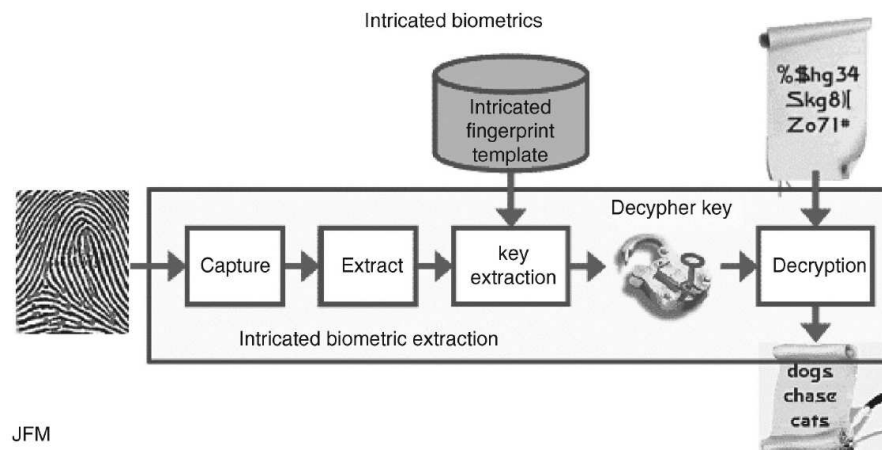 Intricated biometrics
%$hg34
Skg8)[
Zo71*
Intricated
fingerprint
template
Decypher key
Capture
Extract
key
extraction
Decryption
Intricated biometric extraction
dogs
chase
cats
JFM